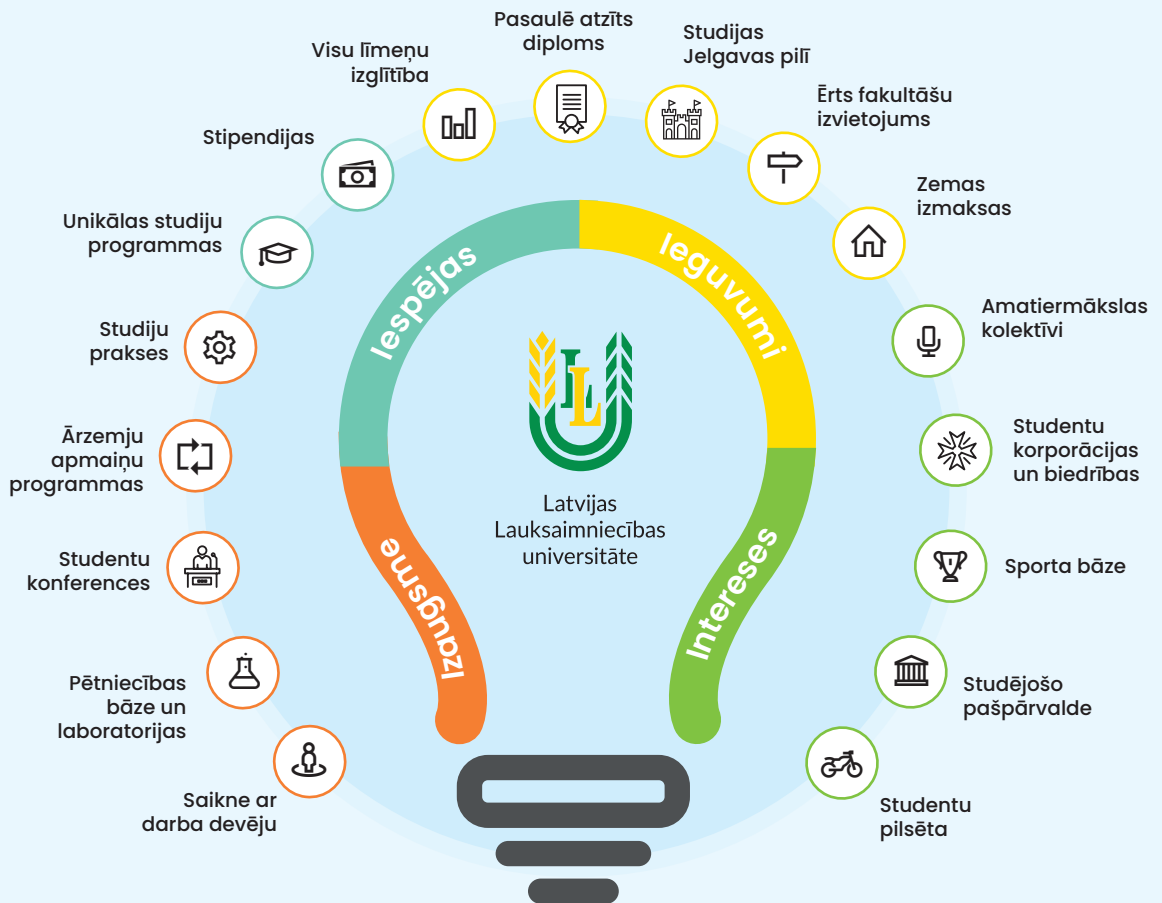 Pasaulē atzīts
diploms
Studijas
Jelgavas pilī
Visu līmeņu
izglītība
Ērts fakultāšu
izvietojums
Stipendijas
Zemas
izmaksas
Unikālas studiju
programmas
Iespējas
Ieguvumi
Amatiermākslas
kolektīvi
Studiju
prakses
LLU
Ārzemju
apmaiņu
programmas
Studentu
korporācijas
un biedrības
Latvijas
Lauksaimniecības
universitāte
Studentu
konferences
Izaugsme
Intereses
Sporta bāze
Pētniecības
bāze un
laboratorijas
Studējošo
pašpārvalde
Saikne ar
darba devēju
Studentu
pilsēta